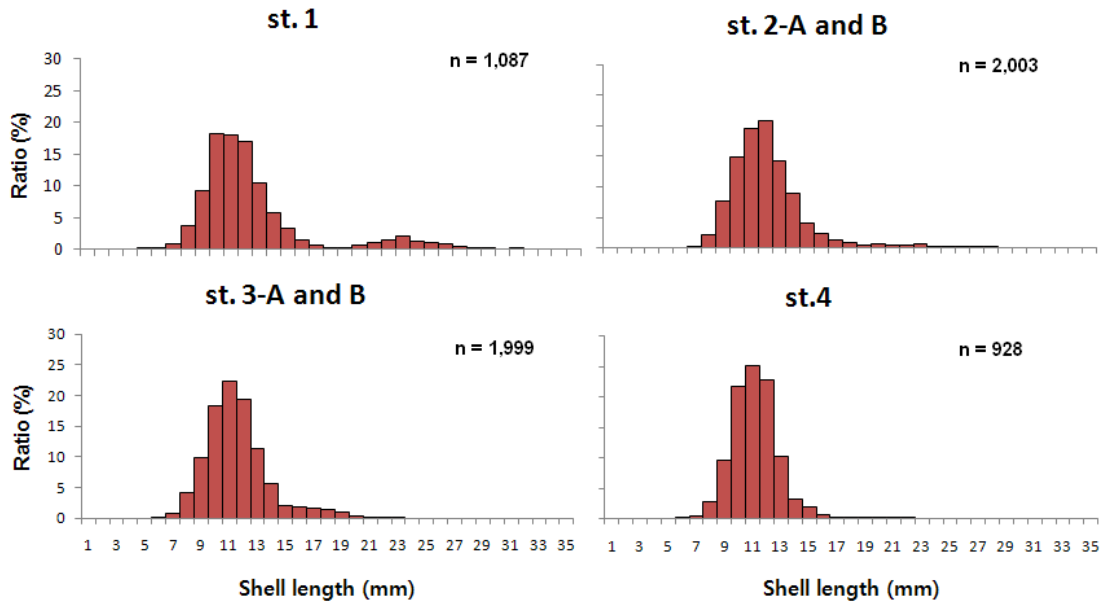 st. 1
n = 1,087
Ratio (%)
30
25
20
15
10
5
0
st. 2-A and B
n = 2,003
st. 3-A and B
n = 1,999
Ratio (%)
30
25
20
15
10
5
0
1 3 5 7 9 11 13 15 17 19 21 23 25 27 29 31 33 35
Shell length (mm)
st.4
n = 928
1 3 5 7 9 11 13 15 17 19 21 23 25 27 29 31 33 35
Shell length (mm)